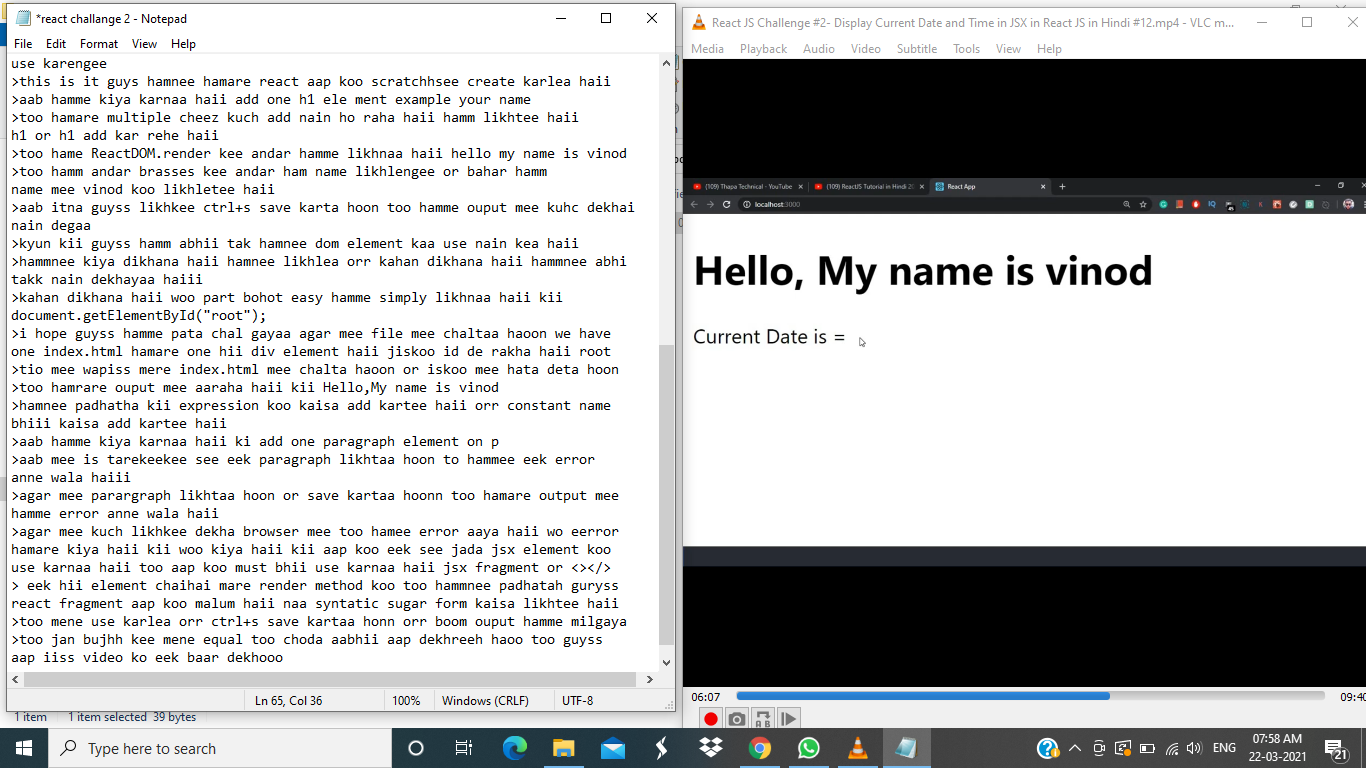 *react challange 2 - Notepad
File Edit Format View Help
use karengee
>this is it guys hamnee hamare react aap koo scratchhsee create karlea haii
>aab hamme kiya karnaa haii add one h1 ele ment example your name
>too hamare multiple cheez kuch add nain ho raha haii hamm likhtee haii
h1 or h1 add kar rehe haii
>too hame ReactDOM.render kee andar hamme likhnaa haii hello my name is vinod
>too hamm andar brasses kee andar ham name likhlengee or bahar hamm
name mee vinod koo likhletee haii
>aab itna guyss likhkee ctrl+s save karta hoon too hamme ouput mee kuhc dekhai
nain degaa
>kyun kii guyss hamm abhii tak hamnee dom element kaa use nain kea haii
>hammnee kiya dikhana haii hamnee likhlea orr kahan dikhana haii hammnee abhi
takk nain dekhayaa haiii
>kahan dikhana haii woo part bohot easy hamme simply likhnaa haii kii
document.getElementById("root");
>i hope guyss hamme pata chal gayaa agar mee file mee chaltaa haoon we have
one index.html hamare one hii div element haii jiskoo id de rakha haii root
>tio mee wapiss mere index.html mee chalta haoon or iskoo mee hata deta hoon
>too hamrare ouput mee aaraha haii kii Hello,My name is vinod
>hamnee padhatha kii expression koo kaisa add kartee haii orr constant name
bhiii kaisa add kartee haii
>aab hamme kiya karnaa haii ki add one paragraph element on p
>aab mee is tarekeekee see eek paragraph likhtaa hoon to hammee eek error
anne wala haiii
>agar mee parargraph likhtaa hoon or save kartaa hoonn too hamare output mee
hamme error anne wala haii
>agar mee kuch likhkee dekha browser mee too hamee error aaya haii wo eerror
hamare kiya haii kii woo kiya haii kii aap koo eek see jada jsx element koo
use karnaa haii too aap koo must bhii use karnaa haii jsx fragment or <></>
> eek hii element chaihai mare render method koo too hammnee padhatah guryss
react fragment aap koo malum haii naa syntatic sugar form kaisa likhtee haii
>too mene use karlea orr ctrl+s save kartaa honn orr boom ouput hamme milgaya
>too jan bujhh kee mene equal too choda aabhii aap dekhreeh haoo too guyss
aap iiss video ko eek baar dekhooo
Ln 65, Col 36 100% Windows (CRLF) UTF-8
1 item 1 item selected 39 bytes
React JS Challenge #2- Display Current Date and Time in JSX in React JS in Hindi #12.mp4 - VLC m...
Media Playback Audio Video Subtitle Tools View Help
(109) Thapa Technical - YouTube (109) ReactJS Tutorial in Hindi React App
localhost:3000
Hello, My name is vinod
Current Date is =
06:07 09:40
Type here to search
ENG
07:58 AM
22-03-2021
21